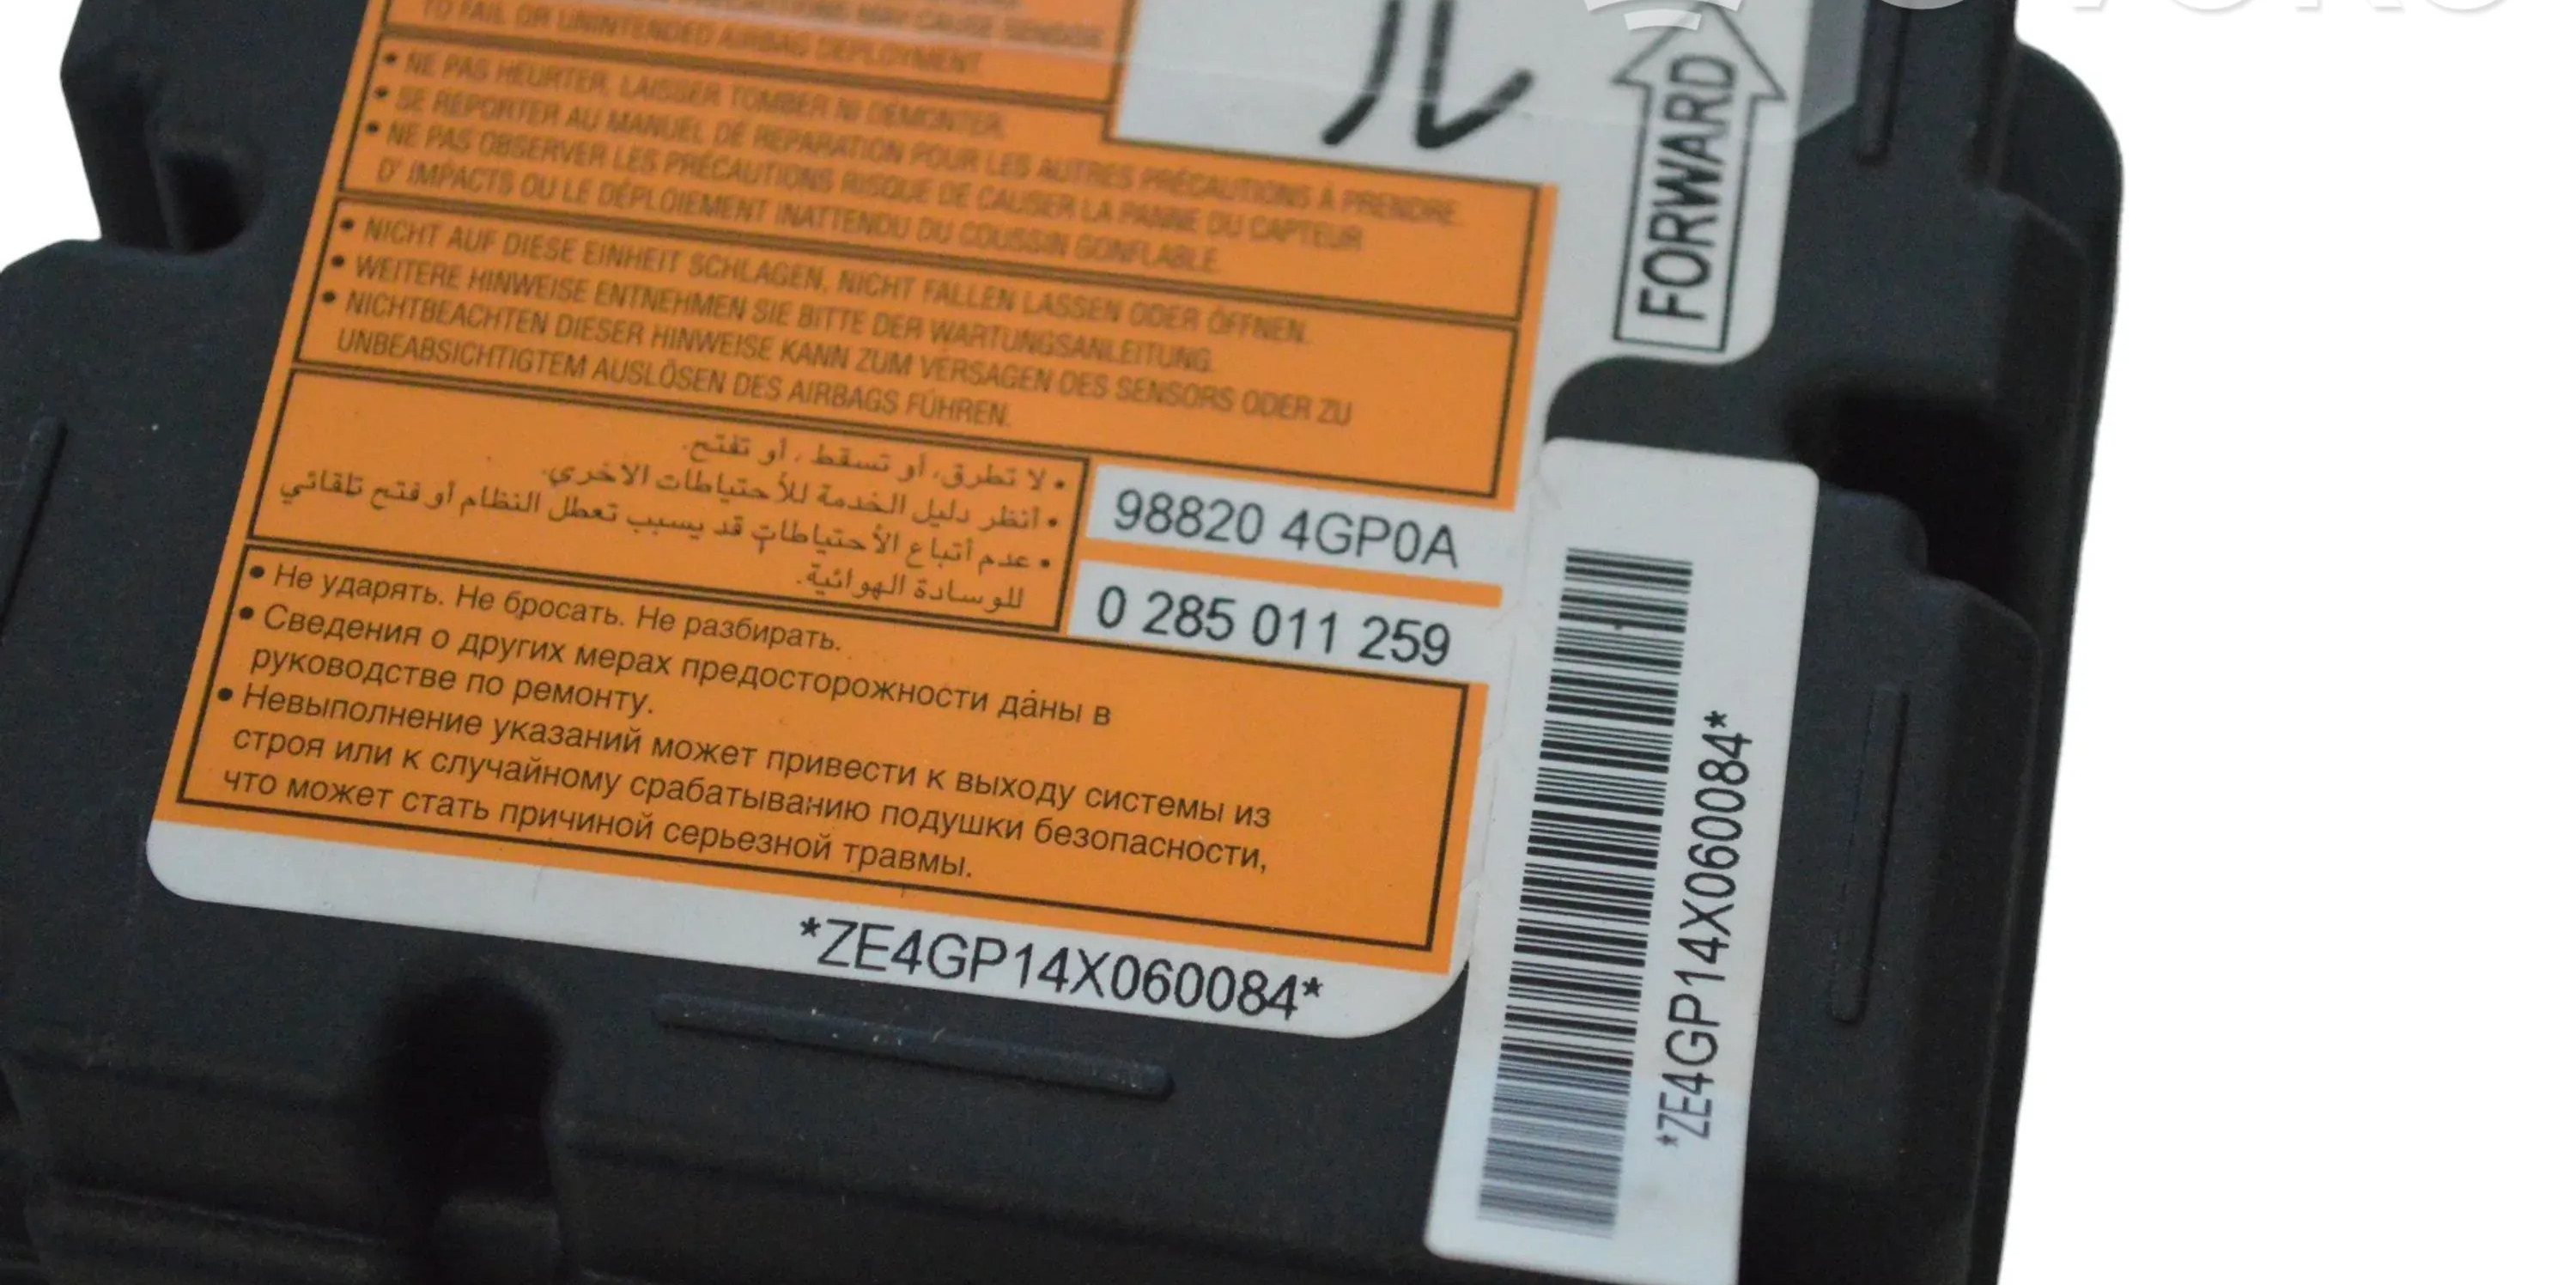 TO FAIL OR UNINTENDED AIRBAG DEPLOYMENT.
• NE PAS HEURTER, LAISSER TOMBER NI DÉMONTER.
• SE REPORTER AU MANUEL DE REPARATION POUR LES AUTRES PRÉCAUTIONS À PRENDRE.
• NE PAS OBSERVER LES PRÉCAUTIONS RISQUE DE CAUSER LA PANNE DU CAPTEUR
D' IMPACTS OU LE DÉPLOIEMENT INATTENDU DU COUSSIN GONFLABLE.
• NICHT AUF DIESE EINHEIT SCHLAGEN, NICHT FALLEN LASSEN ODER ÖFFNEN.
• WEITERE HINWEISE ENTNEHMEN SIE BITTE DER WARTUNGSANLEITUNG.
• NICHTBEACHTEN DIESER HINWEISE KANN ZUM VERSAGEN DES SENSORS ODER ZU
UNBEABSICHTIGTEM AUSLÖSEN DES AIRBAGS FÜHREN.
• لا تطرق، أو تسقط ، أو تفتح.
• أنظر دليل الخدمة للأحتياطات الاخري.
• عدم أتباع الأحتياطات قد يسبب تعطل النظام أو فتح تلقائي
للوسادة الهوائية.
98820 4GP0A
0 285 011 259
• Не ударять. Не бросать. Не разбирать.
• Сведения о других мерах предосторожности даны в
руководстве по ремонту.
• Невыполнение указаний может привести к выходу системы из
строя или к случайному срабатыванию подушки безопасности,
что может стать причиной серьезной травмы.
*ZE4GP14X060084*
FORWARD
*ZE4GP14X060084*